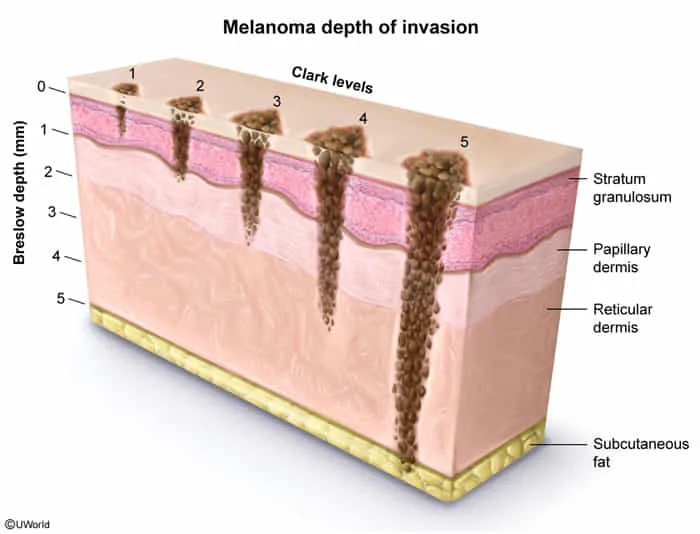 Melanoma depth of invasion
Clark levels
1
2
3
4
5
Breslow depth (mm)
0
1
2
3
4
5
Stratum
granulosum
Papillary
dermis
Reticular
dermis
Subcutaneous
fat
©UWorld